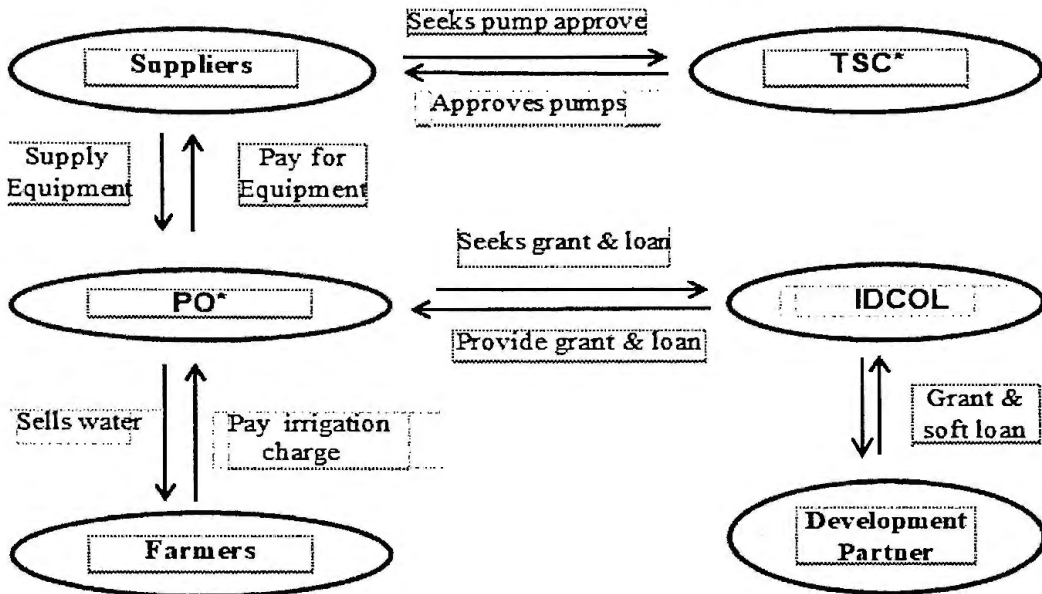 Seeks pump approve
Suppliers
TSC*
Approves pumps
Supply
Equipment
Pay for
Equipment
Seeks grant & loan
PO*
IDCOL
Provide grant & loan
Sells water
Pay irrigation
charge
Grant &
soft loan
Farmers
Development
Partner